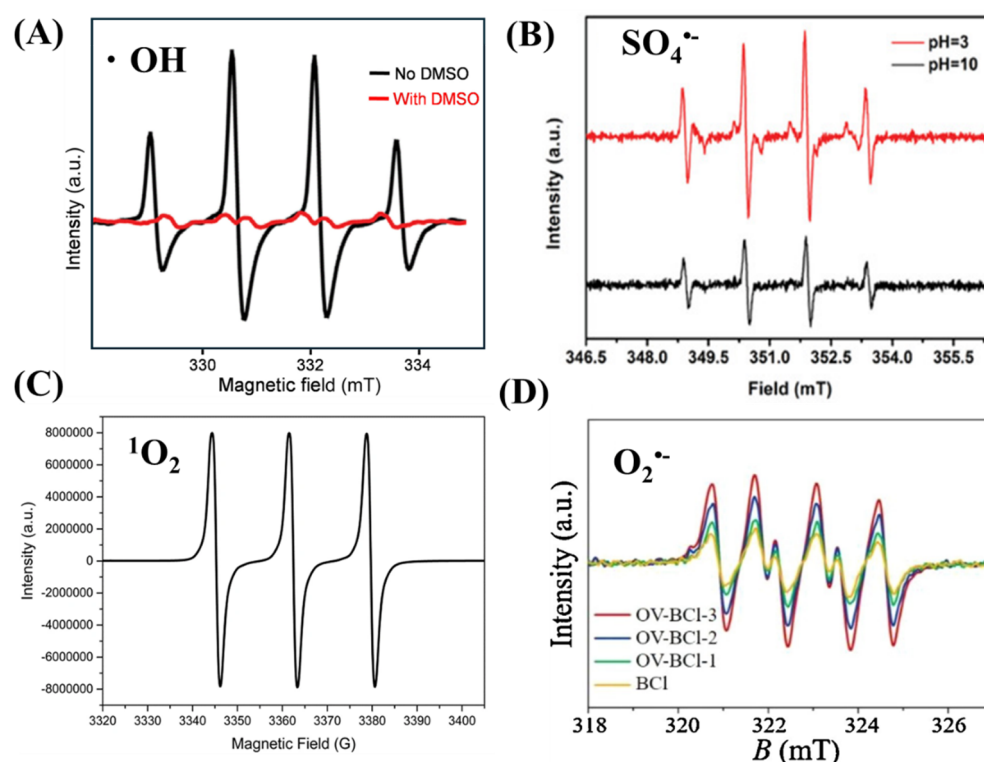 (A)
· OH
No DMSO
With DMSO
Intensity (a.u.)
330
332
334
Magnetic field (mT)
(B)
SO₄•-
pH=3
pH=10
Intensity (a.u.)
346.5 348.0 349.5 351.0 352.5 354.0 355.5
Field (mT)
(C)
¹O₂
Intensity (a.u.)
8000000
6000000
4000000
2000000
0
-2000000
-4000000
-6000000
-8000000
3320 3330 3340 3350 3360 3370 3380 3390 3400
Magnetic Field (G)
(D)
O₂•-
Intensity (a.u.)
OV-BCl-3
OV-BCl-2
OV-BCl-1
BCl
318 320 322 324 326
B (mT)